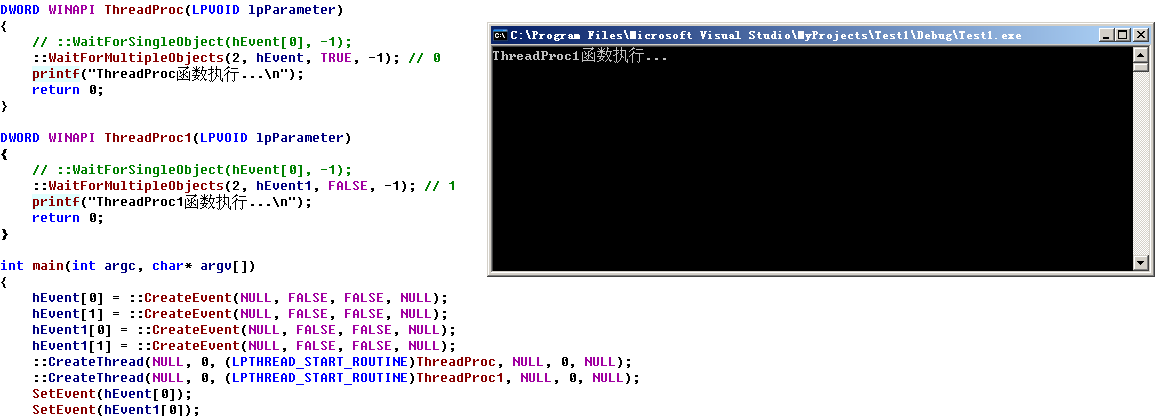 DWORD WINAPI ThreadProc(LPVOID lpParameter)
{
    // ::WaitForSingleObject(hEvent[0], -1);
    ::WaitForMultipleObjects(2, hEvent, TRUE, -1); // 0
    printf("ThreadProc函数执行...\n");
    return 0;
}

DWORD WINAPI ThreadProc1(LPVOID lpParameter)
{
    // ::WaitForSingleObject(hEvent[0], -1);
    ::WaitForMultipleObjects(2, hEvent1, FALSE, -1); // 1
    printf("ThreadProc1函数执行...\n");
    return 0;
}

int main(int argc, char* argv[])
{
    hEvent[0] = ::CreateEvent(NULL, FALSE, FALSE, NULL);
    hEvent[1] = ::CreateEvent(NULL, FALSE, FALSE, NULL);
    hEvent1[0] = ::CreateEvent(NULL, FALSE, FALSE, NULL);
    hEvent1[1] = ::CreateEvent(NULL, FALSE, FALSE, NULL);
    ::CreateThread(NULL, 0, (LPTHREAD_START_ROUTINE)ThreadProc, NULL, 0, NULL);
    ::CreateThread(NULL, 0, (LPTHREAD_START_ROUTINE)ThreadProc1, NULL, 0, NULL);
    SetEvent(hEvent[0]);
    SetEvent(hEvent1[0]);
C:\Program Files\Microsoft Visual Studio\MyProjects\Test1\Debug\Test1.exe
ThreadProc1函数执行...